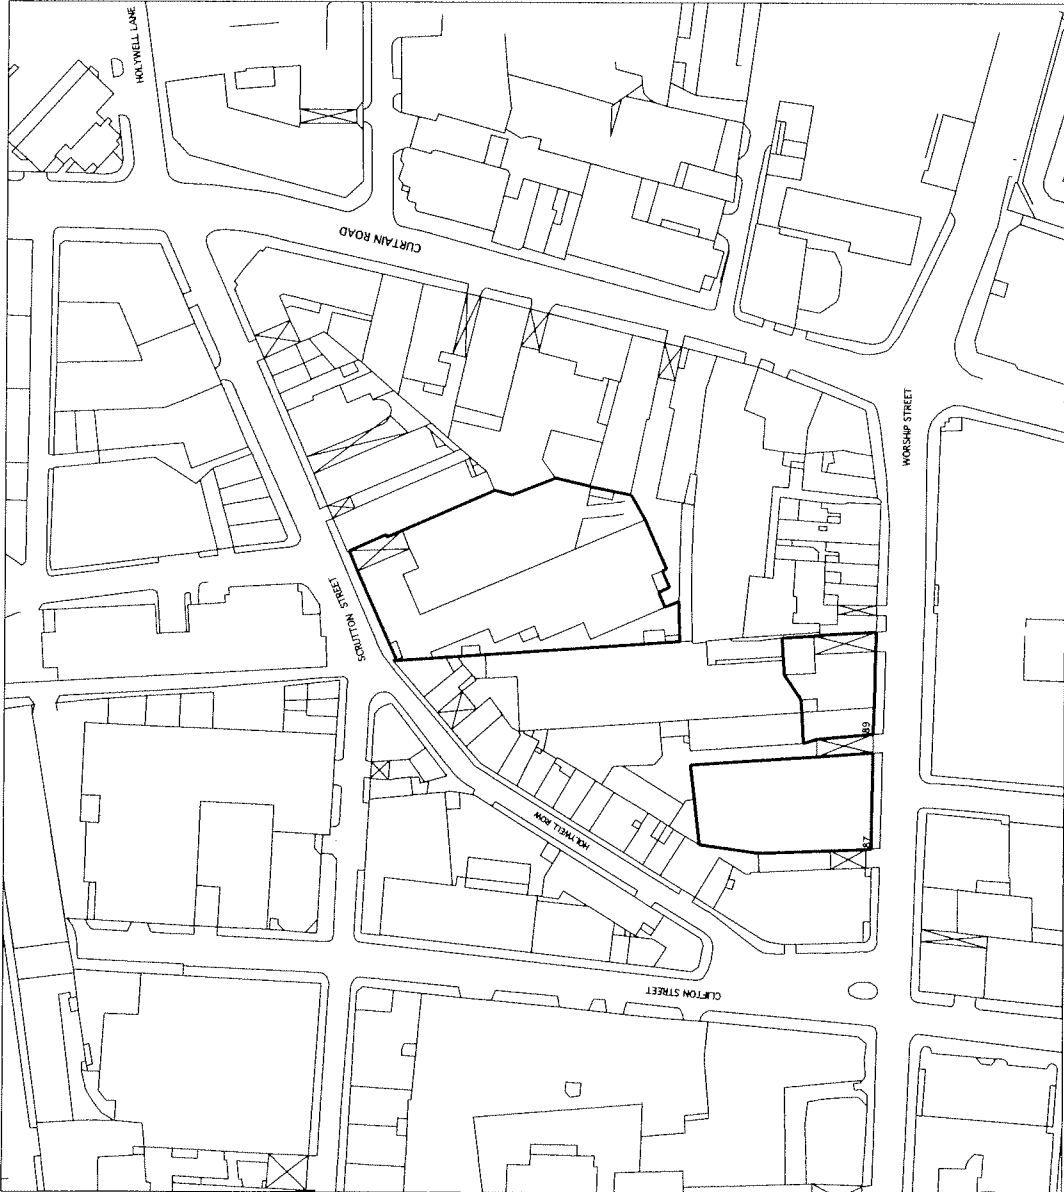 HOLYWELL LANE
CURTAIN ROAD
WORSHIP STREET
SCRUTTON STREET
HOLYWELL ROW
89
87
CLIFTON STREET